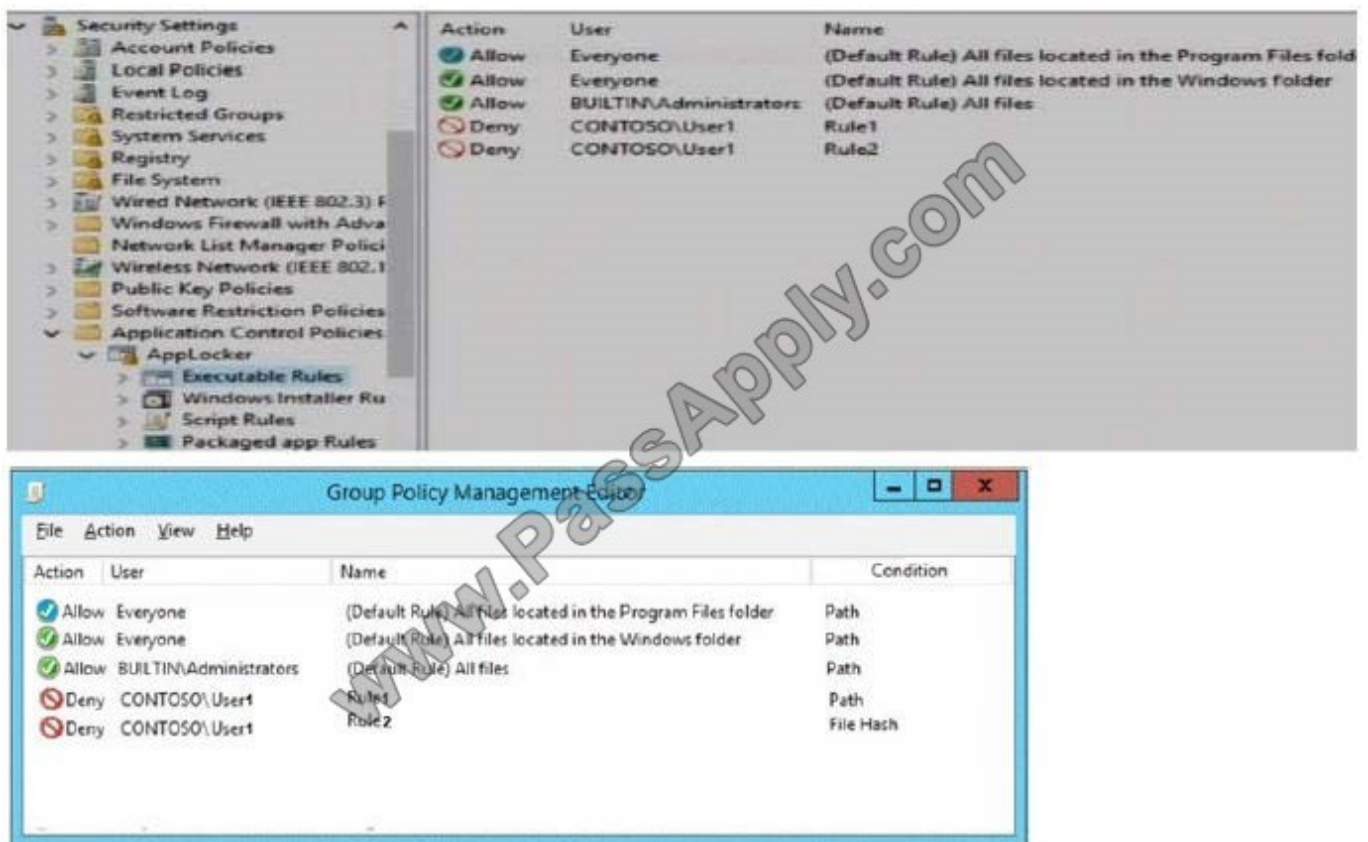 Security Settings
Account Policies
Local Policies
Event Log
Restricted Groups
System Services
Registry
File System
Wired Network (IEEE 802.3) P
Windows Firewall with Adva
Network List Manager Polici
Wireless Network (IEEE 802.1
Public Key Policies
Software Restriction Policies
Application Control Policies
AppLocker
Executable Rules
Windows Installer Ru
Script Rules
Packaged app Rules
Action User Name
Allow Everyone (Default Rule) All files located in the Program Files fold
Allow Everyone (Default Rule) All files located in the Windows folder
Allow BUILTIN\Administrators (Default Rule) All files
Deny CONTOSO\User1 Rule1
Deny CONTOSO\User1 Rule2
www.PassApply.com
Group Policy Management Editor
File Action View Help
Action User Name Condition
Allow Everyone (Default Rule) All files located in the Program Files folder Path
Allow Everyone (Default Rule) All files located in the Windows folder Path
Allow BUILTIN\Administrators (Default Rule) All files Path
Deny CONTOSO\User1 Rule1 Path
Deny CONTOSO\User1 Rule2 File Hash